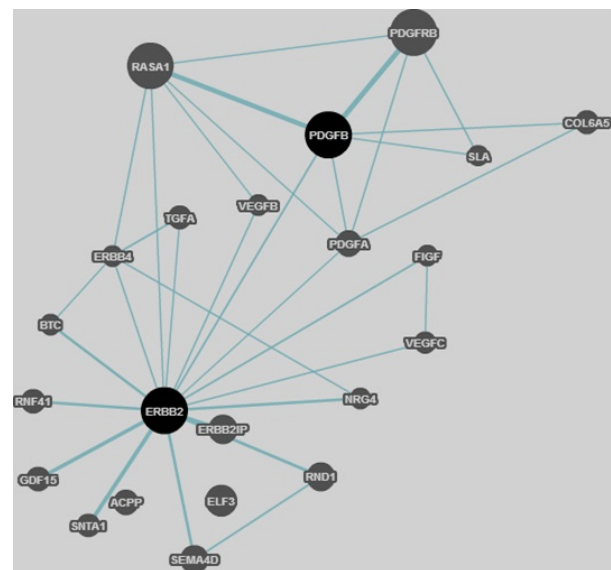 PDGFRB
RASA1
PDGFB
COL6A5
SLA
VEGFB
TGFA
PDGFA
ERBB4
FIGF
BTC
VEGFC
RNF41
NRG4
ERBB2
ERBB2IP
GDF15
RND1
ACPP
ELF3
SNTA1
SEMA4D